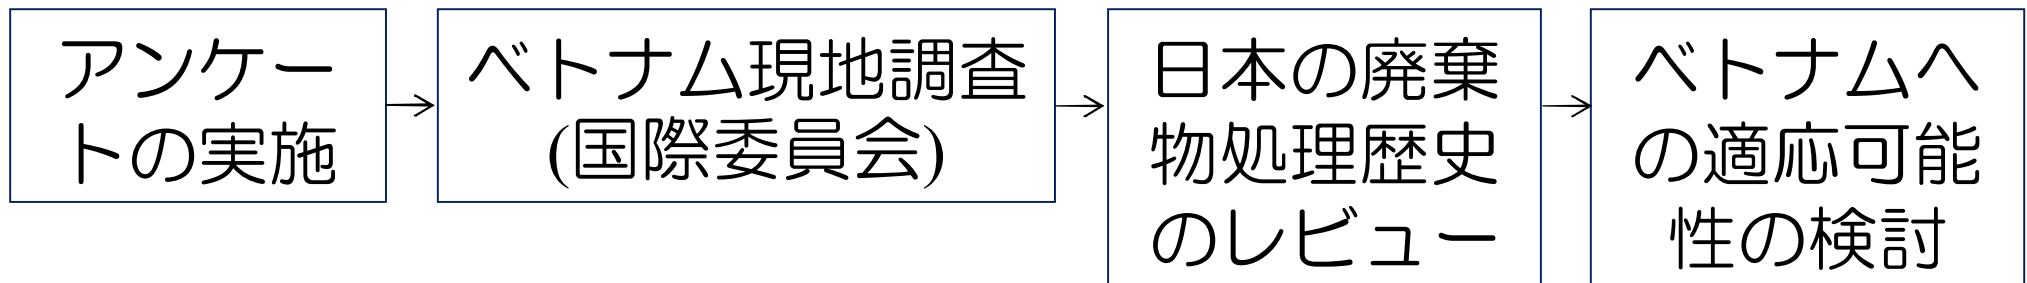 アンケー
トの実施
ベトナム現地調査
(国際委員会)
日本の廃棄
物処理歴史
のレビュー
ベトナムへ
の適応可能
性の検討